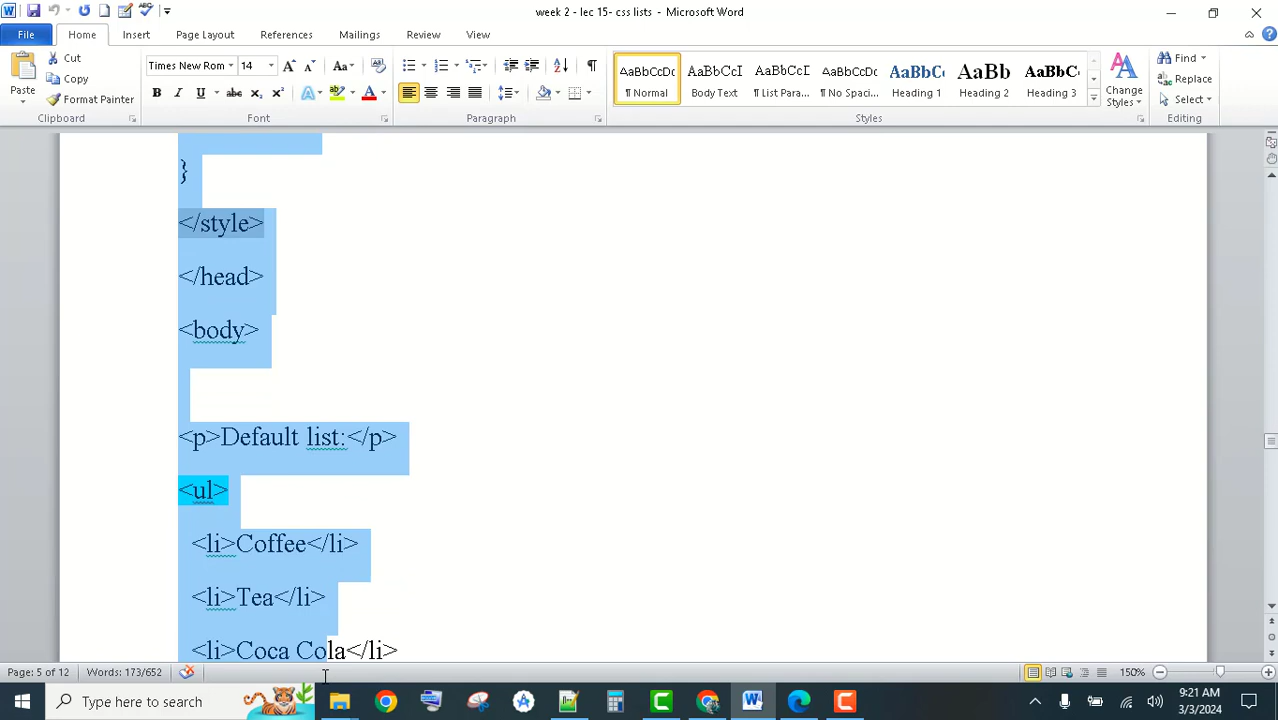 week 2 - lec 15- css lists - Microsoft Word
File Home Insert Page Layout References Mailings Review View
Paste
Cut
Copy
Format Painter
Clipboard
Times New Rom 14
Font
Paragraph
AaBbCcDc AaBbCcI AaBbCcI AaBbCcDc AaBbC AaBb AaBbC
¶ Normal Body Text ¶ List Para... ¶ No Spaci... Heading 1 Heading 2 Heading 3
Change Styles
Styles
Find
Replace
Select
Editing
}
</style>
</head>
<body>
<p>Default list:</p>
<ul>
<li>Coffee</li>
<li>Tea</li>
<li>Coca Cola</li>
Page: 5 of 12 Words: 173/652 150%
Type here to search
9:21 AM
3/3/2024